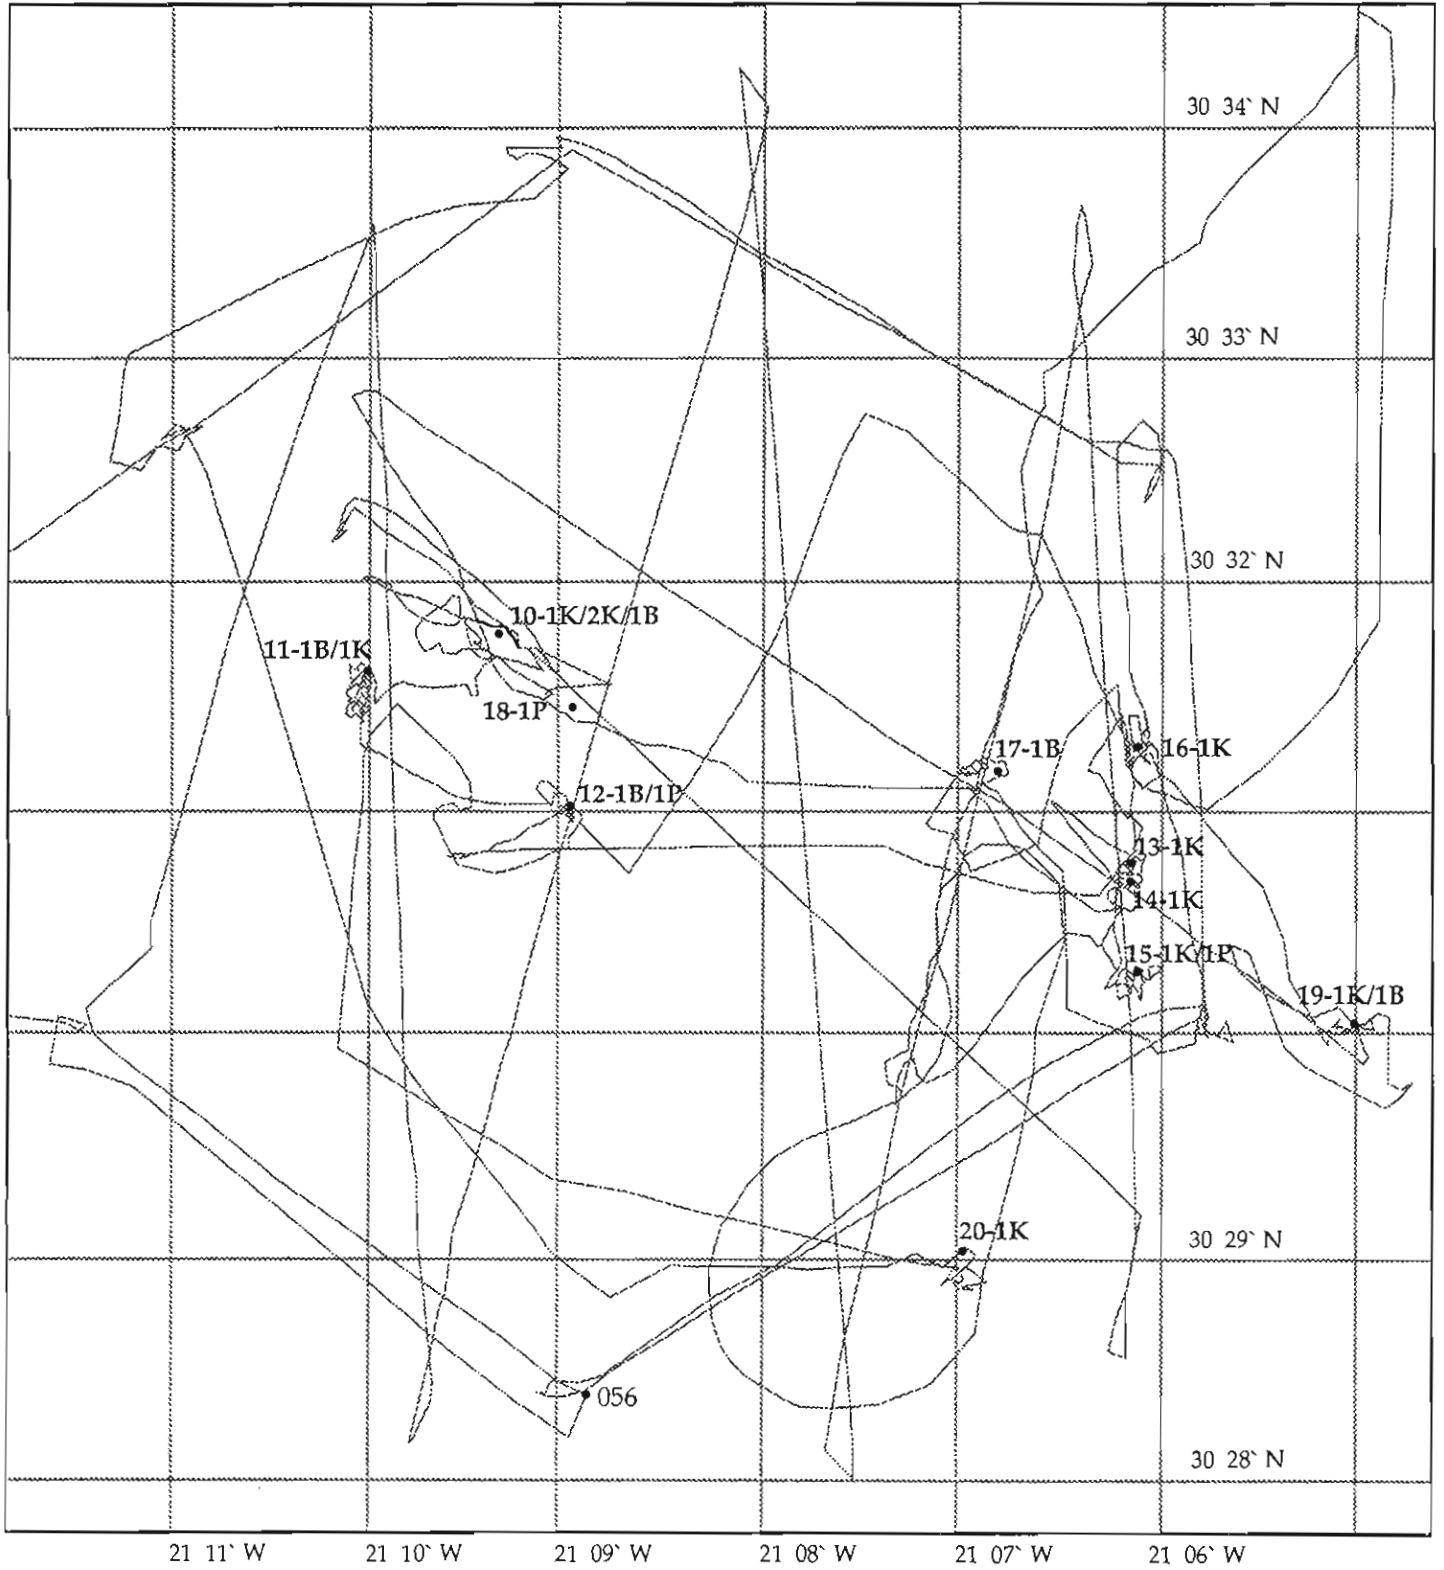 30 34` N
30 33` N
30 32` N
10-1K/2K/1B
11-1B/1K
18-1P
17-1B
16-1K
12-1B/1P
13-1K
14-1K
15-1K/1P
19-1K/1B
20-1K
30 29` N
056
30 28` N
21 11` W 21 10` W 21 09` W 21 08` W 21 07` W 21 06` W